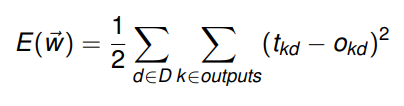 E(w⃗) = 1/2 ∑_{d∈D} ∑_{k∈outputs} (t_{kd} − o_{kd})²